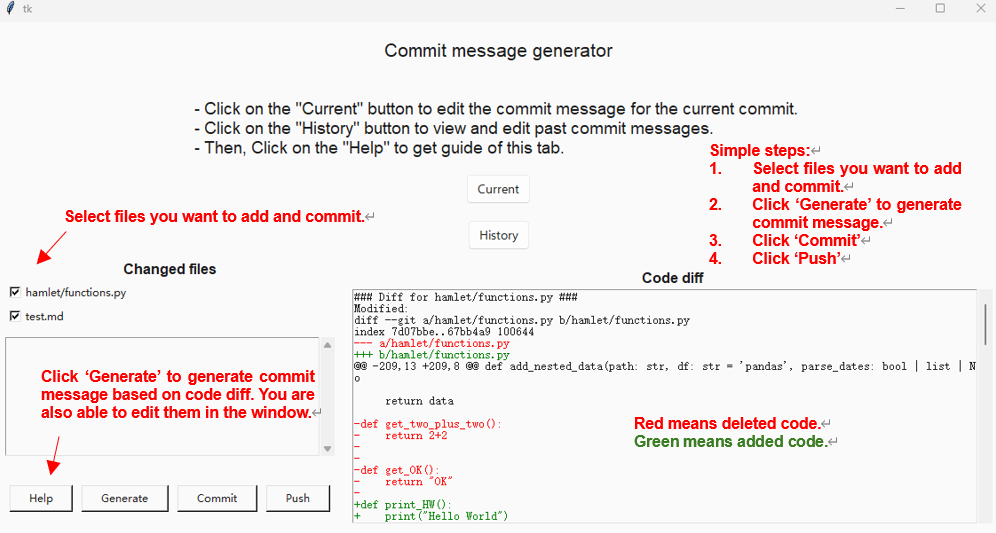 tk
Commit message generator
- Click on the "Current" button to edit the commit message for the current commit.
- Click on the "History" button to view and edit past commit messages.
- Then, Click on the "Help" to get guide of this tab.
Current
History
Simple steps:↵
1. Select files you want to add
and commit.↵
2. Click ‘Generate’ to generate
commit message.↵
3. Click ‘Commit’↵
4. Click ‘Push’↵
Select files you want to add and commit.↵
Changed files
hamlet/functions.py
test.md
Click ‘Generate’ to generate commit
message based on code diff. You are
also able to edit them in the window.↵
Help
Generate
Commit
Push
Code diff
### Diff for hamlet/functions.py ###
Modified:
diff --git a/hamlet/functions.py b/hamlet/functions.py
index 7d07bbe..67bb4a9 100644
--- a/hamlet/functions.py
+++ b/hamlet/functions.py
@@ -209,13 +209,8 @@ def add_nested_data(path: str, df: str = 'pandas', parse_dates: bool | list | N
o
return data
-def get_two_plus_two():
-    return 2+2
-
-
-def get_OK():
-    return "OK"
-
+def print_HW():
+    print("Hello World")
Red means deleted code.↵
Green means added code.↵